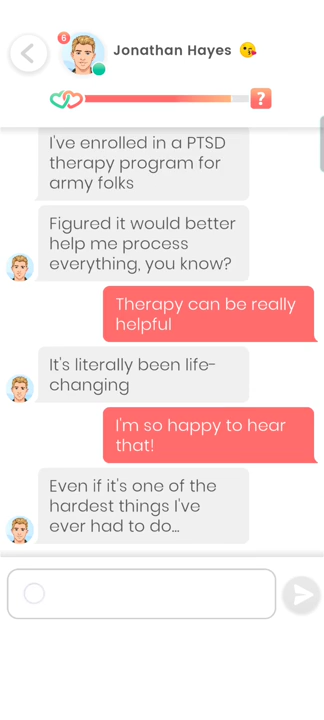 6
Jonathan Hayes 😘
?
I've enrolled in a PTSD
therapy program for
army folks
Figured it would better
help me process
everything, you know?
Therapy can be really
helpful
It's literally been life-
changing
I'm so happy to hear
that!
Even if it's one of the
hardest things I've
ever had to do...